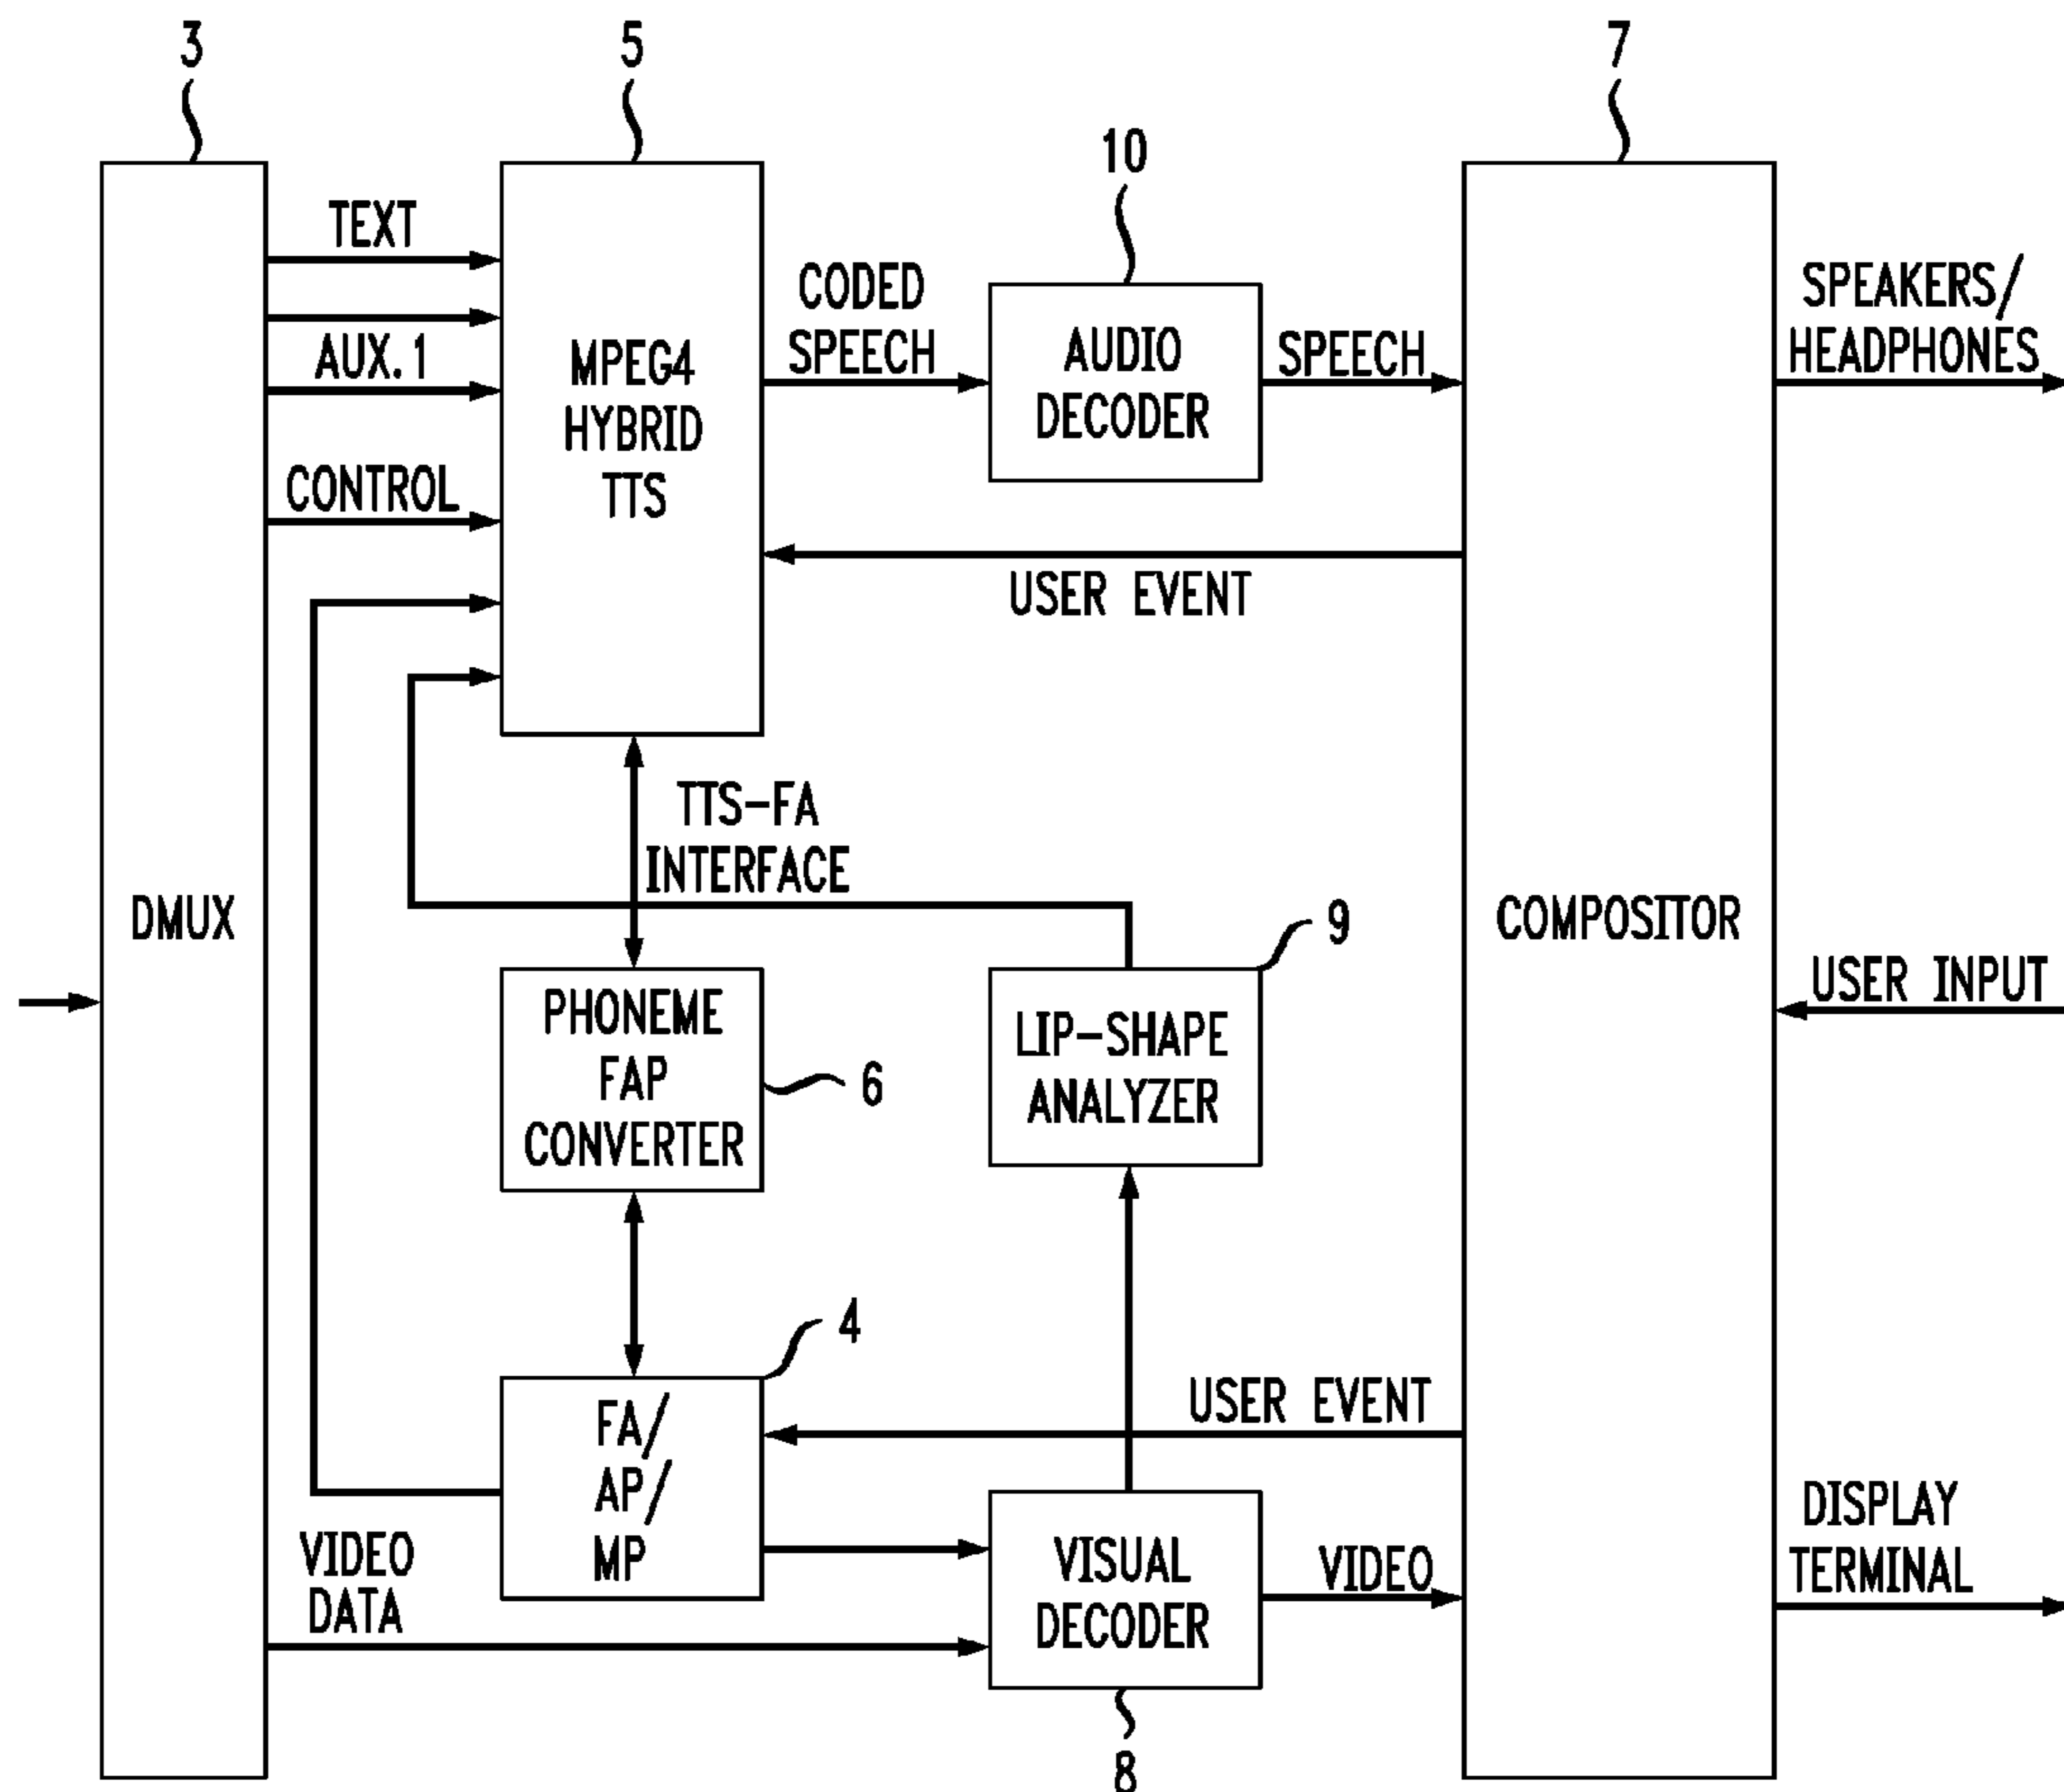 3
5
7
10
TEXT
AUX.1
CONTROL
MPEG4
HYBRID
TTS
CODED
SPEECH
AUDIO
DECODER
SPEECH
SPEAKERS/
HEADPHONES
USER EVENT
TTS-FA
INTERFACE
DMUX
COMPOSITOR
9
PHONEME
FAP
CONVERTER
6
LIP-SHAPE
ANALYZER
USER INPUT
4
FA/
AP/
MP
USER EVENT
VIDEO
DATA
VISUAL
DECODER
VIDEO
DISPLAY
TERMINAL
8